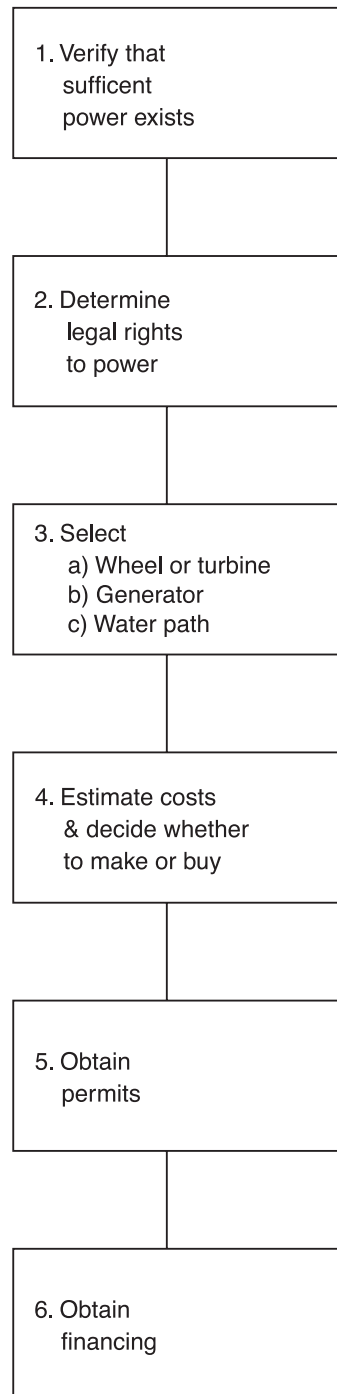 1. Verify that
sufficent
power exists
2. Determine
legal rights
to power
3. Select
a) Wheel or turbine
b) Generator
c) Water path
4. Estimate costs
& decide whether
to make or buy
5. Obtain
permits
6. Obtain
financing